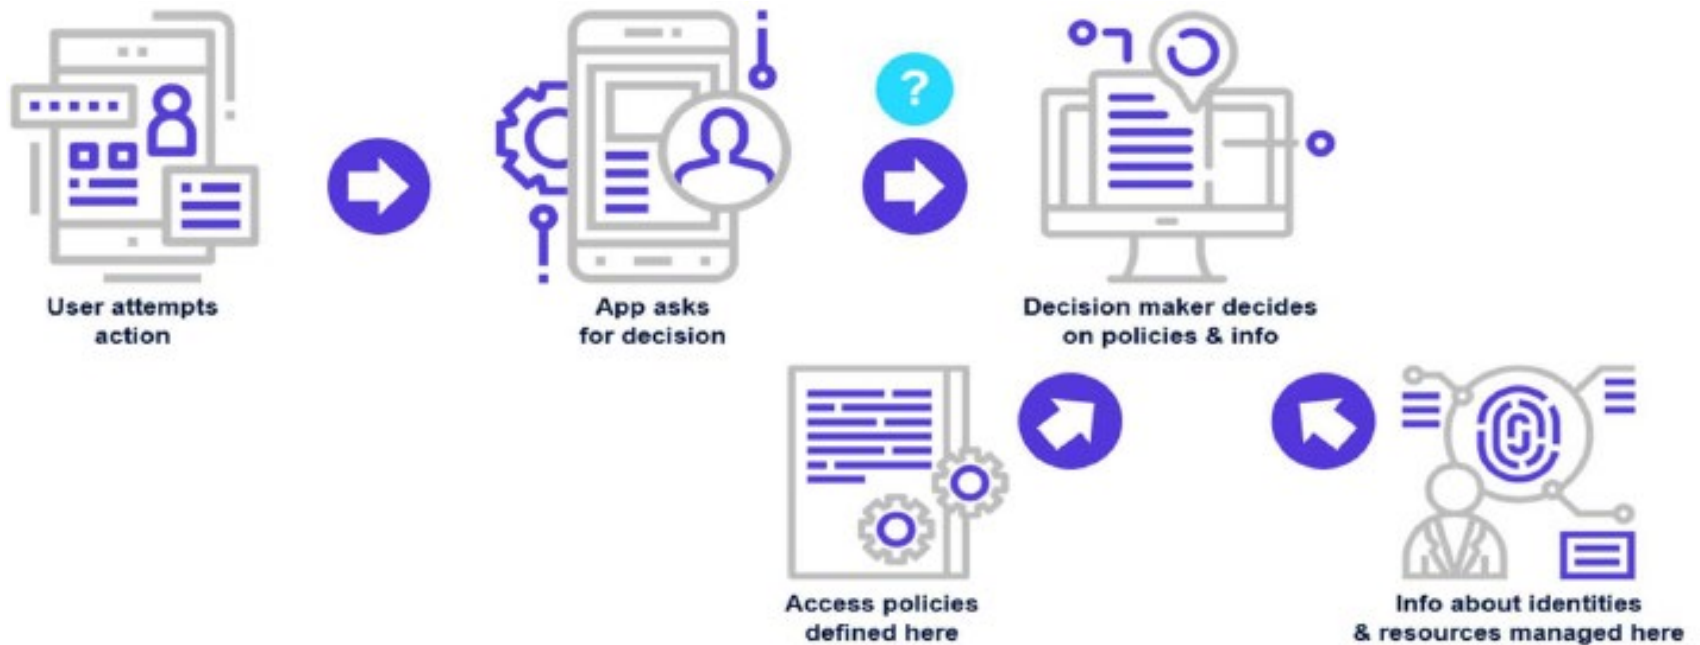 User attempts
action
App asks
for decision
?
Decision maker decides
on policies & info
Access policies
defined here
Info about identities
& resources managed here